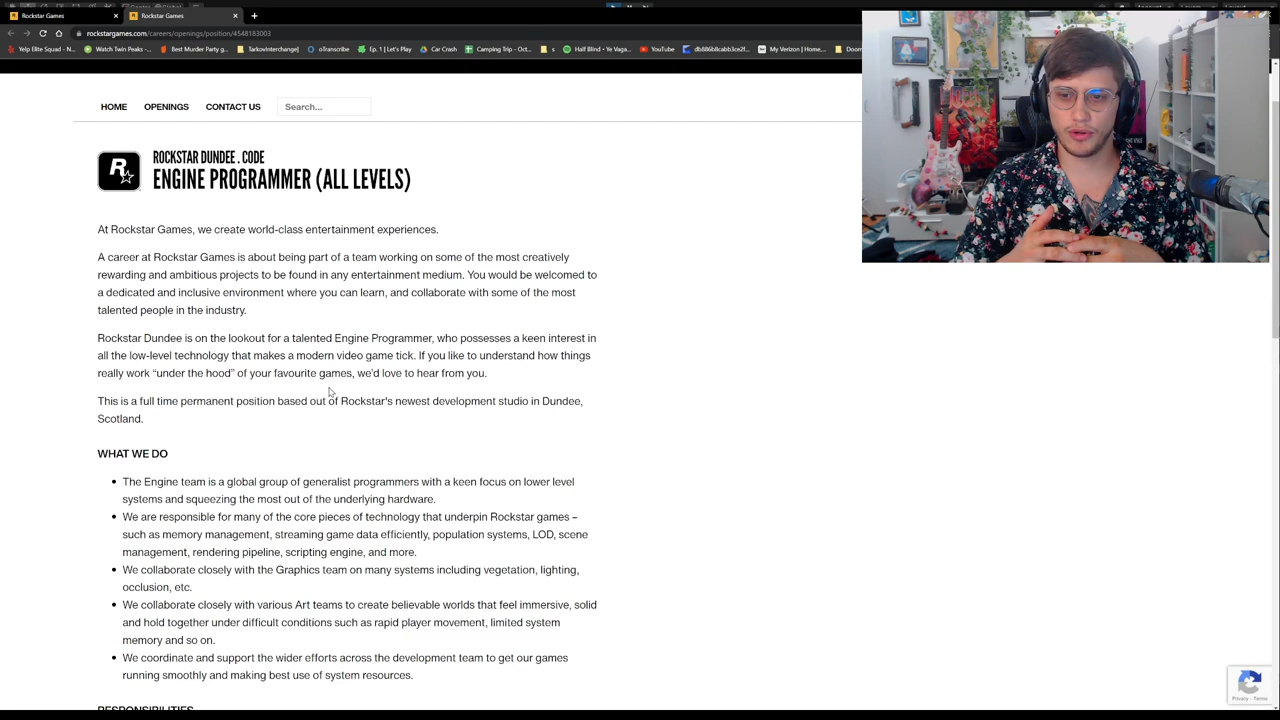 Rockstar Games
Rockstar Games
rockstargames.com/careers/openings/position/4548183003
Yelp Elite Squad - N... Watch Twin Peaks -... Best Murder Party g... TarkovInterchange] oTranscribe Ep. 1 | Let's Play Car Crash Camping Trip - Oct... Half Blind • Ye Vaga... YouTube My Verizon | Home,... Doom
HOME OPENINGS CONTACT US Search...
ROCKSTAR DUNDEE . CODE
ENGINE PROGRAMMER (ALL LEVELS)
At Rockstar Games, we create world-class entertainment experiences.
A career at Rockstar Games is about being part of a team working on some of the most creatively
rewarding and ambitious projects to be found in any entertainment medium. You would be welcomed to
a dedicated and inclusive environment where you can learn, and collaborate with some of the most
talented people in the industry.
Rockstar Dundee is on the lookout for a talented Engine Programmer, who possesses a keen interest in
all the low-level technology that makes a modern video game tick. If you like to understand how things
really work “under the hood” of your favourite games, we’d love to hear from you.
This is a full time permanent position based out of Rockstar's newest development studio in Dundee,
Scotland.
WHAT WE DO
• The Engine team is a global group of generalist programmers with a keen focus on lower level
systems and squeezing the most out of the underlying hardware.
• We are responsible for many of the core pieces of technology that underpin Rockstar games –
such as memory management, streaming game data efficiently, population systems, LOD, scene
management, rendering pipeline, scripting engine, and more.
• We collaborate closely with the Graphics team on many systems including vegetation, lighting,
occlusion, etc.
• We collaborate closely with various Art teams to create believable worlds that feel immersive, solid
and hold together under difficult conditions such as rapid player movement, limited system
memory and so on.
• We coordinate and support the wider efforts across the development team to get our games
running smoothly and making best use of system resources.
RESPONSIBILITIES
Privacy - Terms